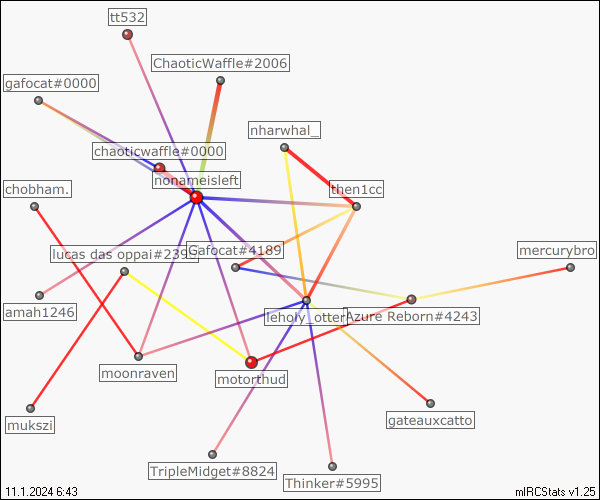 tt532
ChaoticWaffle#2006
gafocat#0000
nharwhal_
chaoticwaffle#0000
nonameisleft
chobham.
then1cc
lucas das oppai#239
Gafocat#4189
mercurybro
amah1246
leholy_otter
Azure Reborn#4243
moonraven
motorthud
mukszi
gateauxcatto
TripleMidget#8824
Thinker#5995
11.1.2024 6:43
mIRCStats v1.25